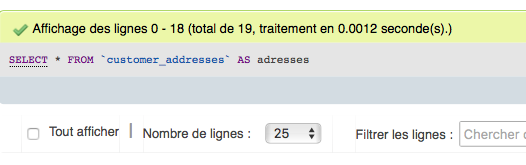 Affichage des lignes 0 - 18 (total de 19, traitement en 0.0012 seconde(s).)
SELECT * FROM `customer_addresses` AS adresses
Tout afficher | Nombre de lignes : 25 Filtrer les lignes : Chercher